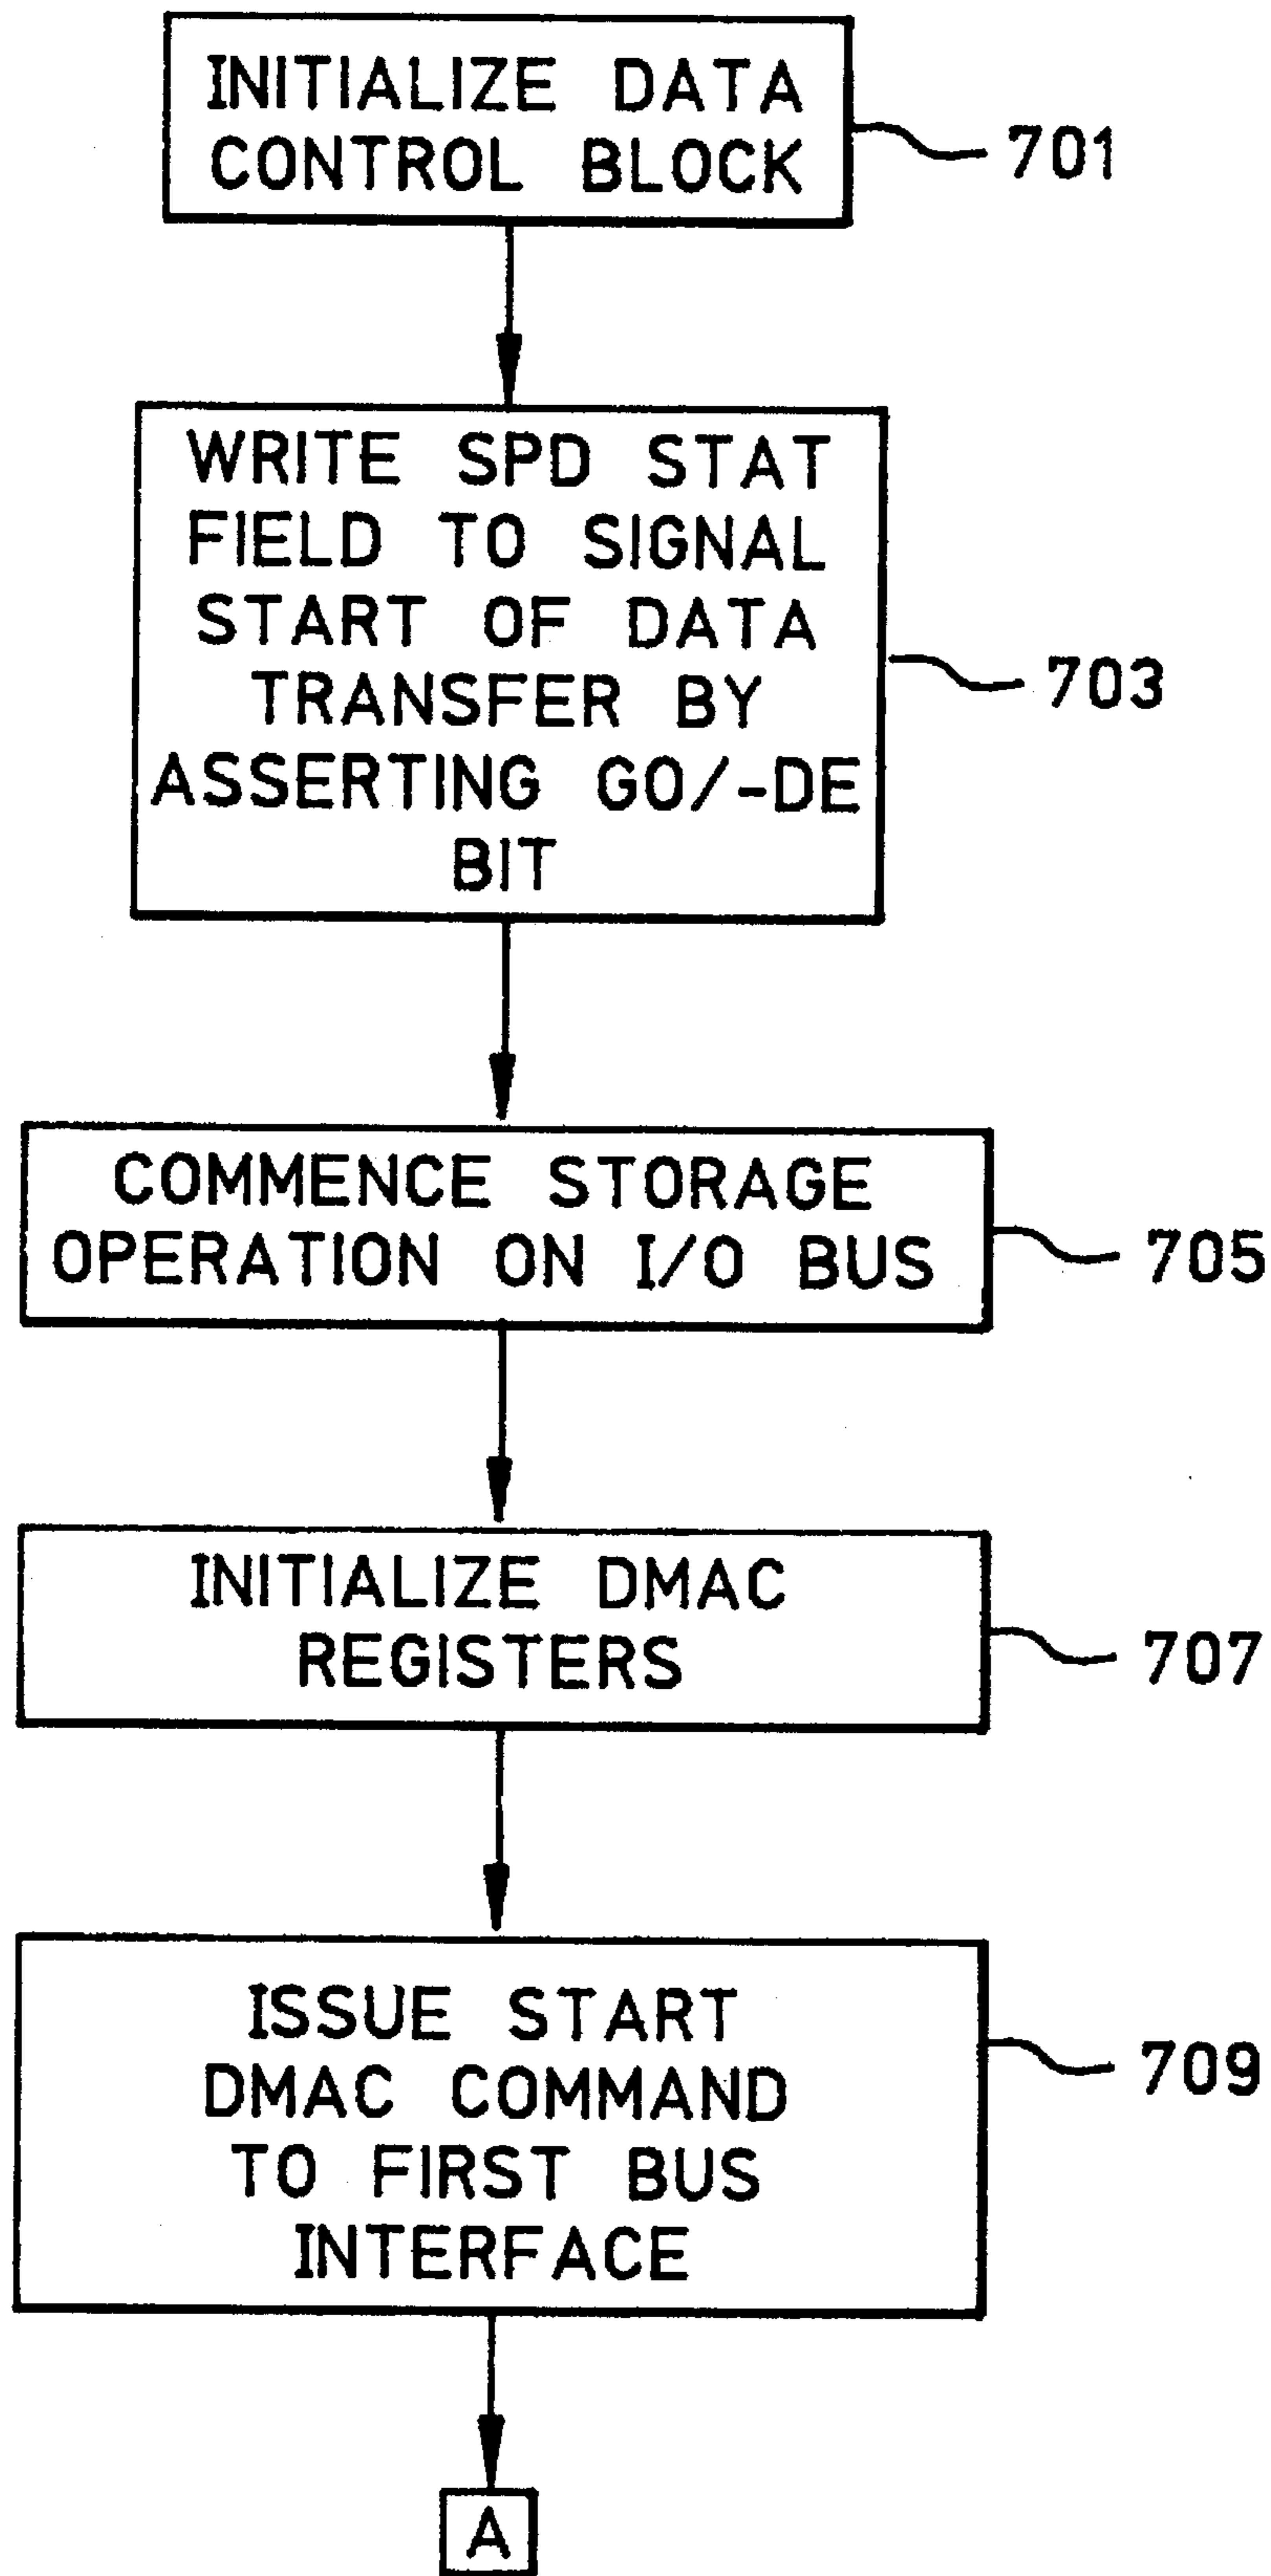 INITIALIZE DATA
CONTROL BLOCK
701
WRITE SPD STAT
FIELD TO SIGNAL
START OF DATA
TRANSFER BY
ASSERTING GO/-DE
BIT
703
COMMENCE STORAGE
OPERATION ON I/O BUS
705
INITIALIZE DMAC
REGISTERS
707
ISSUE START
DMAC COMMAND
TO FIRST BUS
INTERFACE
709
A